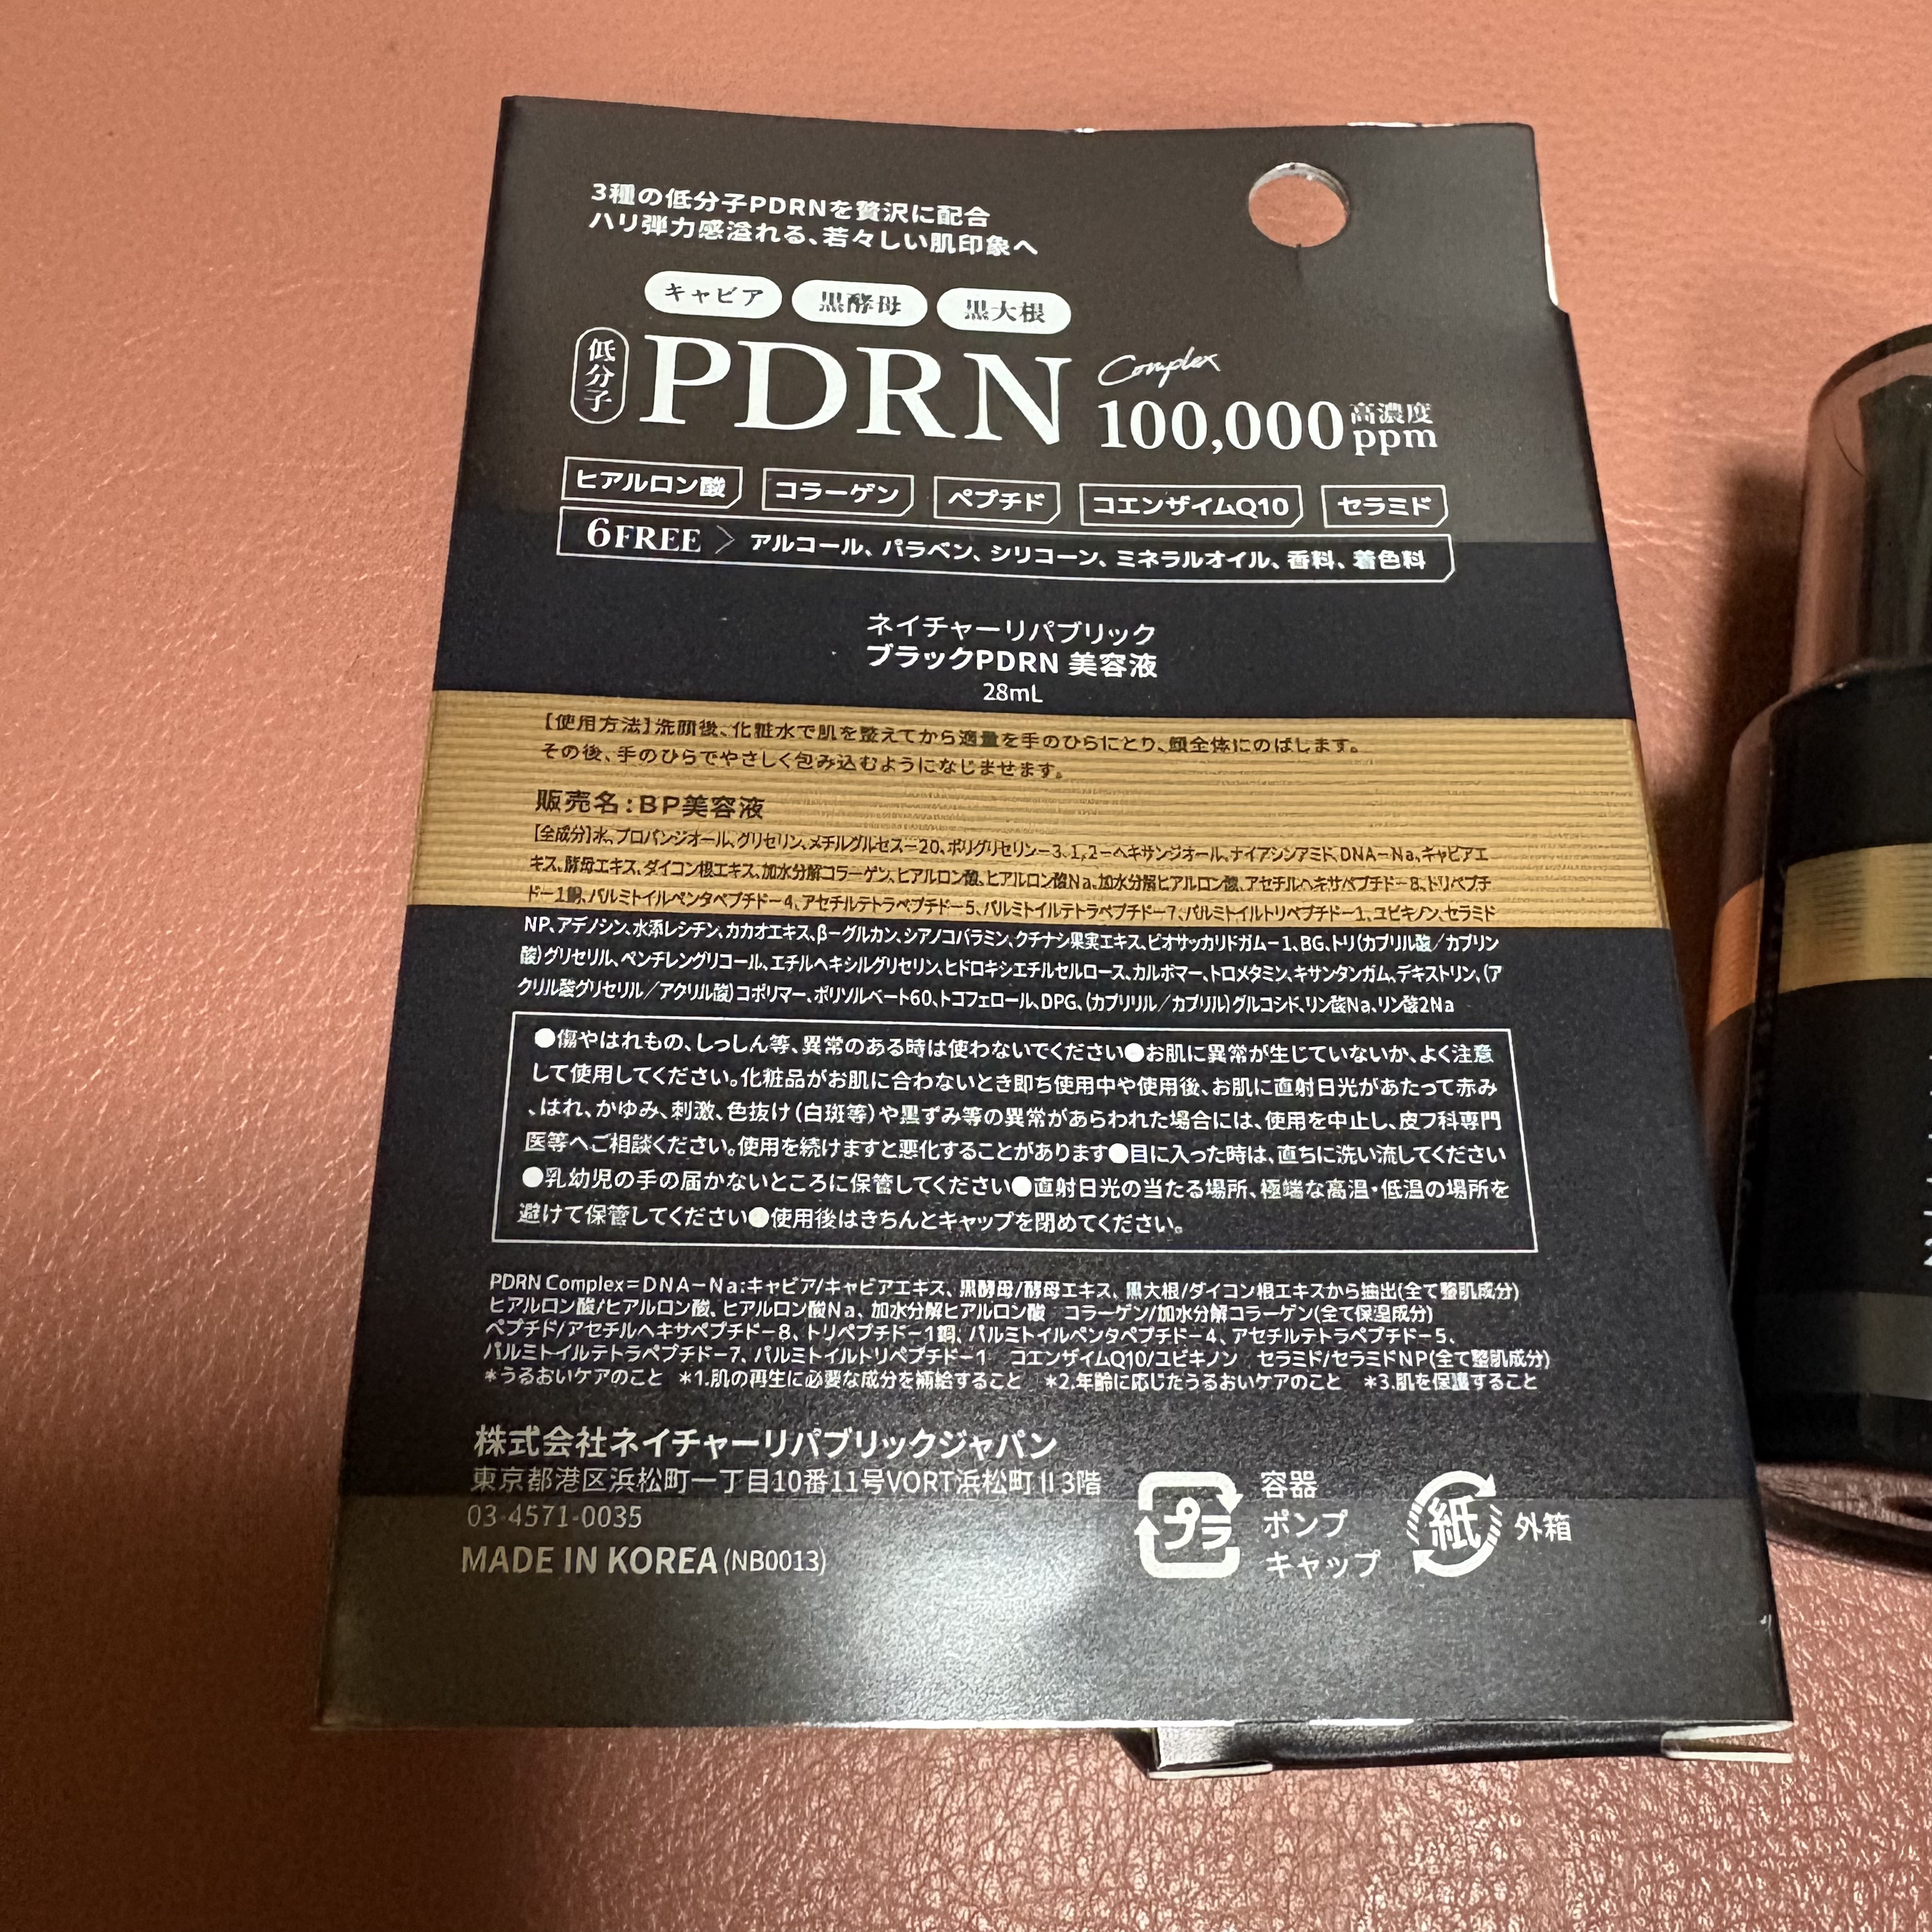 3種の低分子PDRNを贅沢に配合
ハリ弾力感溢れる、若々しい肌印象へ
キャビア 黒酵母 黒大根
低分子 PDRN Complex 100,000 高濃度 ppm
ヒアルロン酸 コラーゲン ペプチド コエンザイムQ10 セラミド
6FREE > アルコール、パラベン、シリコーン、ミネラルオイル、香料、着色料
ネイチャーリパブリック
ブラックPDRN 美容液
28mL
【使用方法】洗顔後、化粧水で肌を整えてから適量を手のひらにとり、顔全体にのばします。
その後、手のひらでやさしく包み込むようになじませます。
販売名：BP美容液
【全成分】水、プロパンジオール、グリセリン、メチルグルセス-20、ポリグリセリン-3、1,2-ヘキサンジオール、ナイアシンアミド、DNA-Na、キャビアエ
キス、酵母エキス、ダイコン根エキス、加水分解コラーゲン、ヒアルロン酸、ヒアルロン酸Na、加水分解ヒアルロン酸、アセチルヘキサペプチド-8、トリペプチ
ド-1銅、パルミトイルペンタペプチド-4、アセチルテトラペプチド-5、パルミトイルテトラペプチド-7、パルミトイルトリペプチド-1、ユビキノン、セラミド
NP、アデノシン、水添レシチン、カカオエキス、β-グルカン、シアノコバラミン、クチナシ果実エキス、ビオサッカリドガム-1、BG、トリ(カプリル酸／カプリン
酸)グリセリル、ペンチレングリコール、エチルヘキシルグリセリン、ヒドロキシエチルセルロース、カルボマー、トロメタミン、キサンタンガム、デキストリン、(ア
クリル酸グリセリル／アクリル酸)コポリマー、ポリソルベート60、トコフェロール、DPG、(カプリリル／カプリル)グルコシド、リン酸Na、リン酸2Na
●傷やはれもの、しっしん等、異常のある時は使わないでください●お肌に異常が生じていないか、よく注意
して使用してください。化粧品がお肌に合わないとき即ち使用中や使用後、お肌に直射日光があたって赤み
、はれ、かゆみ、刺激、色抜け(白斑等)や黒ずみ等の異常があらわれた場合には、使用を中止し、皮フ科専門
医等へご相談ください。使用を続けますと悪化することがあります●目に入った時は、直ちに洗い流してください
●乳幼児の手の届かないところに保管してください●直射日光の当たる場所、極端な高温・低温の場所を
避けて保管してください●使用後はきちんとキャップを閉めてください。
PDRN Complex=DNA-Na:キャビア/キャビアエキス、黒酵母/酵母エキス、黒大根/ダイコン根エキスから抽出(全て整肌成分)
ヒアルロン酸/ヒアルロン酸、ヒアルロン酸Na、加水分解ヒアルロン酸 コラーゲン/加水分解コラーゲン(全て保湿成分)
ペプチド/アセチルヘキサペプチド-8、トリペプチド-1銅、パルミトイルペンタペプチド-4、アセチルテトラペプチド-5、
パルミトイルテトラペプチド-7、パルミトイルトリペプチド-1 コエンザイムQ10/ユビキノン セラミド/セラミドNP(全て整肌成分)
*うるおいケアのこと *1.肌の再生に必要な成分を補給すること *2.年齢に応じたうるおいケアのこと *3.肌を保護すること
株式会社ネイチャーリパブリックジャパン
東京都港区浜松町一丁目10番11号VORT浜松町Ⅱ3階
03-4571-0035
MADE IN KOREA (NB0013)
プラ 容器 ポンプ キャップ
紙 外箱